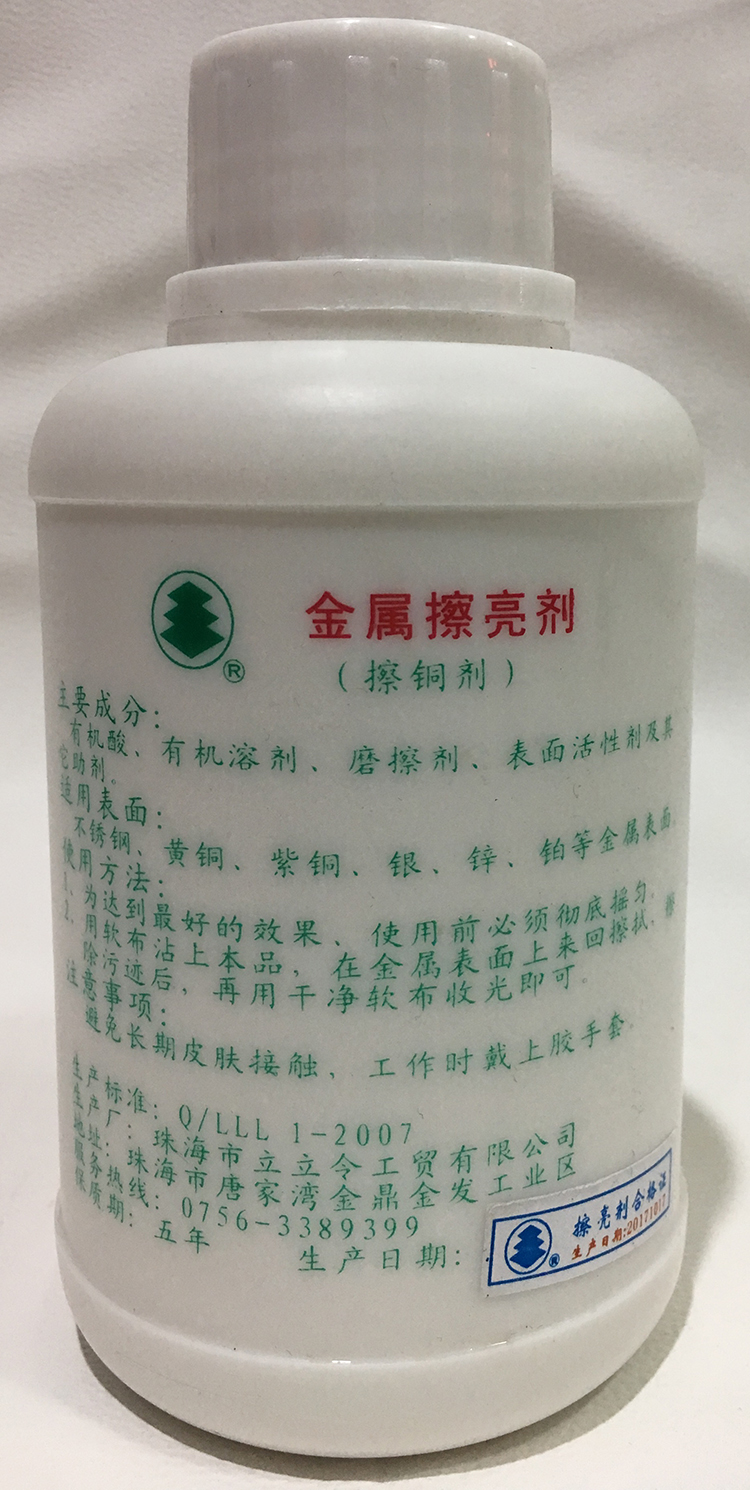 ®
金属擦亮剂
(擦铜剂)
主要成分:
有机酸、有机溶剂、磨擦剂、表面活性剂及其
它助剂。
适用表面:
不锈钢、黄铜、紫铜、银、锌、铂等金属表面。
使用方法:
1、为达到最好的效果、使用前必须彻底摇匀。
2、用软布沾上本品,在金属表面上来回擦拭、擦
除污迹后,再用干净软布收光即可。
注意事项:
避免长期皮肤接触、工作时戴上胶手套。
生产标准:Q/LLL 1-2007
生产厂:珠海市立立令工贸有限公司
地址:珠海市唐家湾金鼎金发工业区
服务热线:0756-3389399
保质期:五年
生产日期:
擦亮剂合格证
®
生产日期:20171017